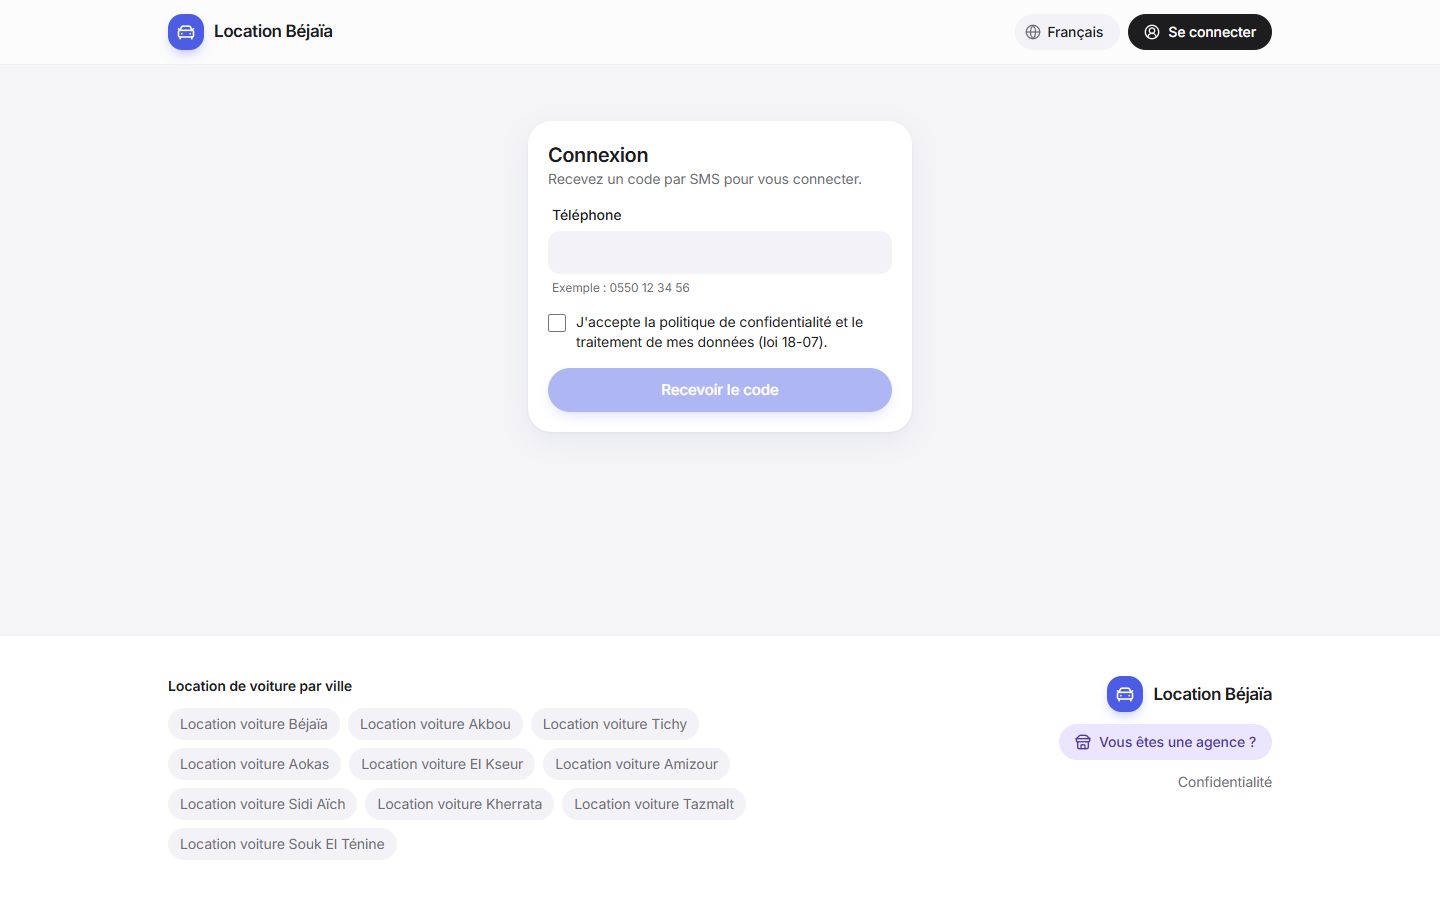 Location Béjaïa
Français
Se connecter
Connexion
Recevez un code par SMS pour vous connecter.
Téléphone
Exemple : 0550 12 34 56
J'accepte la politique de confidentialité et le
traitement de mes données (loi 18-07).
Recevoir le code
Location de voiture par ville
Location voiture Béjaïa
Location voiture Akbou
Location voiture Tichy
Location voiture Aokas
Location voiture El Kseur
Location voiture Amizour
Location voiture Sidi Aïch
Location voiture Kherrata
Location voiture Tazmalt
Location voiture Souk El Ténine
Location Béjaïa
Vous êtes une agence ?
Confidentialité